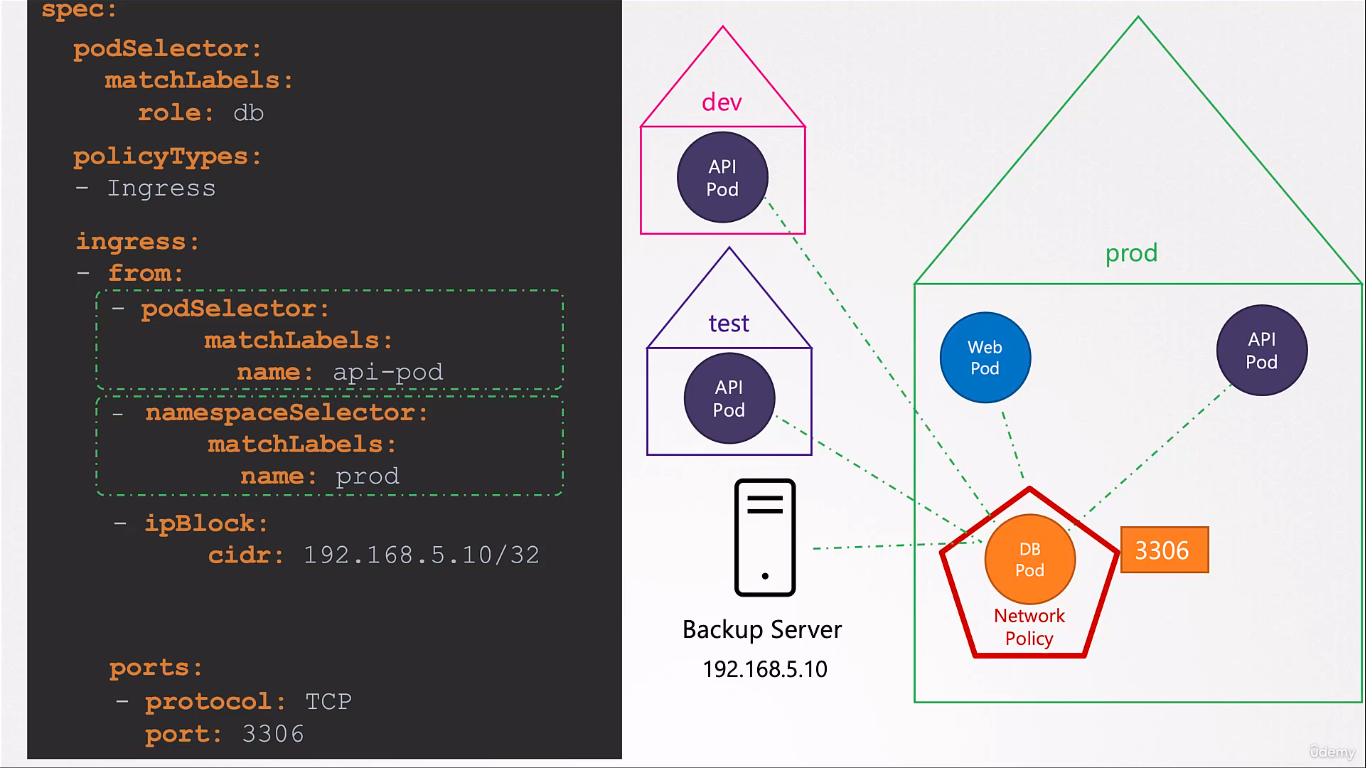 spec:
podSelector:
matchLabels:
role: db
policyTypes:
- Ingress
ingress:
- from:
- podSelector:
matchLabels:
name: api-pod
- namespaceSelector:
matchLabels:
name: prod
- ipBlock:
cidr: 192.168.5.10/32
ports:
- protocol: TCP
port: 3306
dev
API
Pod
test
API
Pod
Backup Server
192.168.5.10
prod
Web
Pod
API
Pod
DB
Pod
Network
Policy
3306
ûdemy